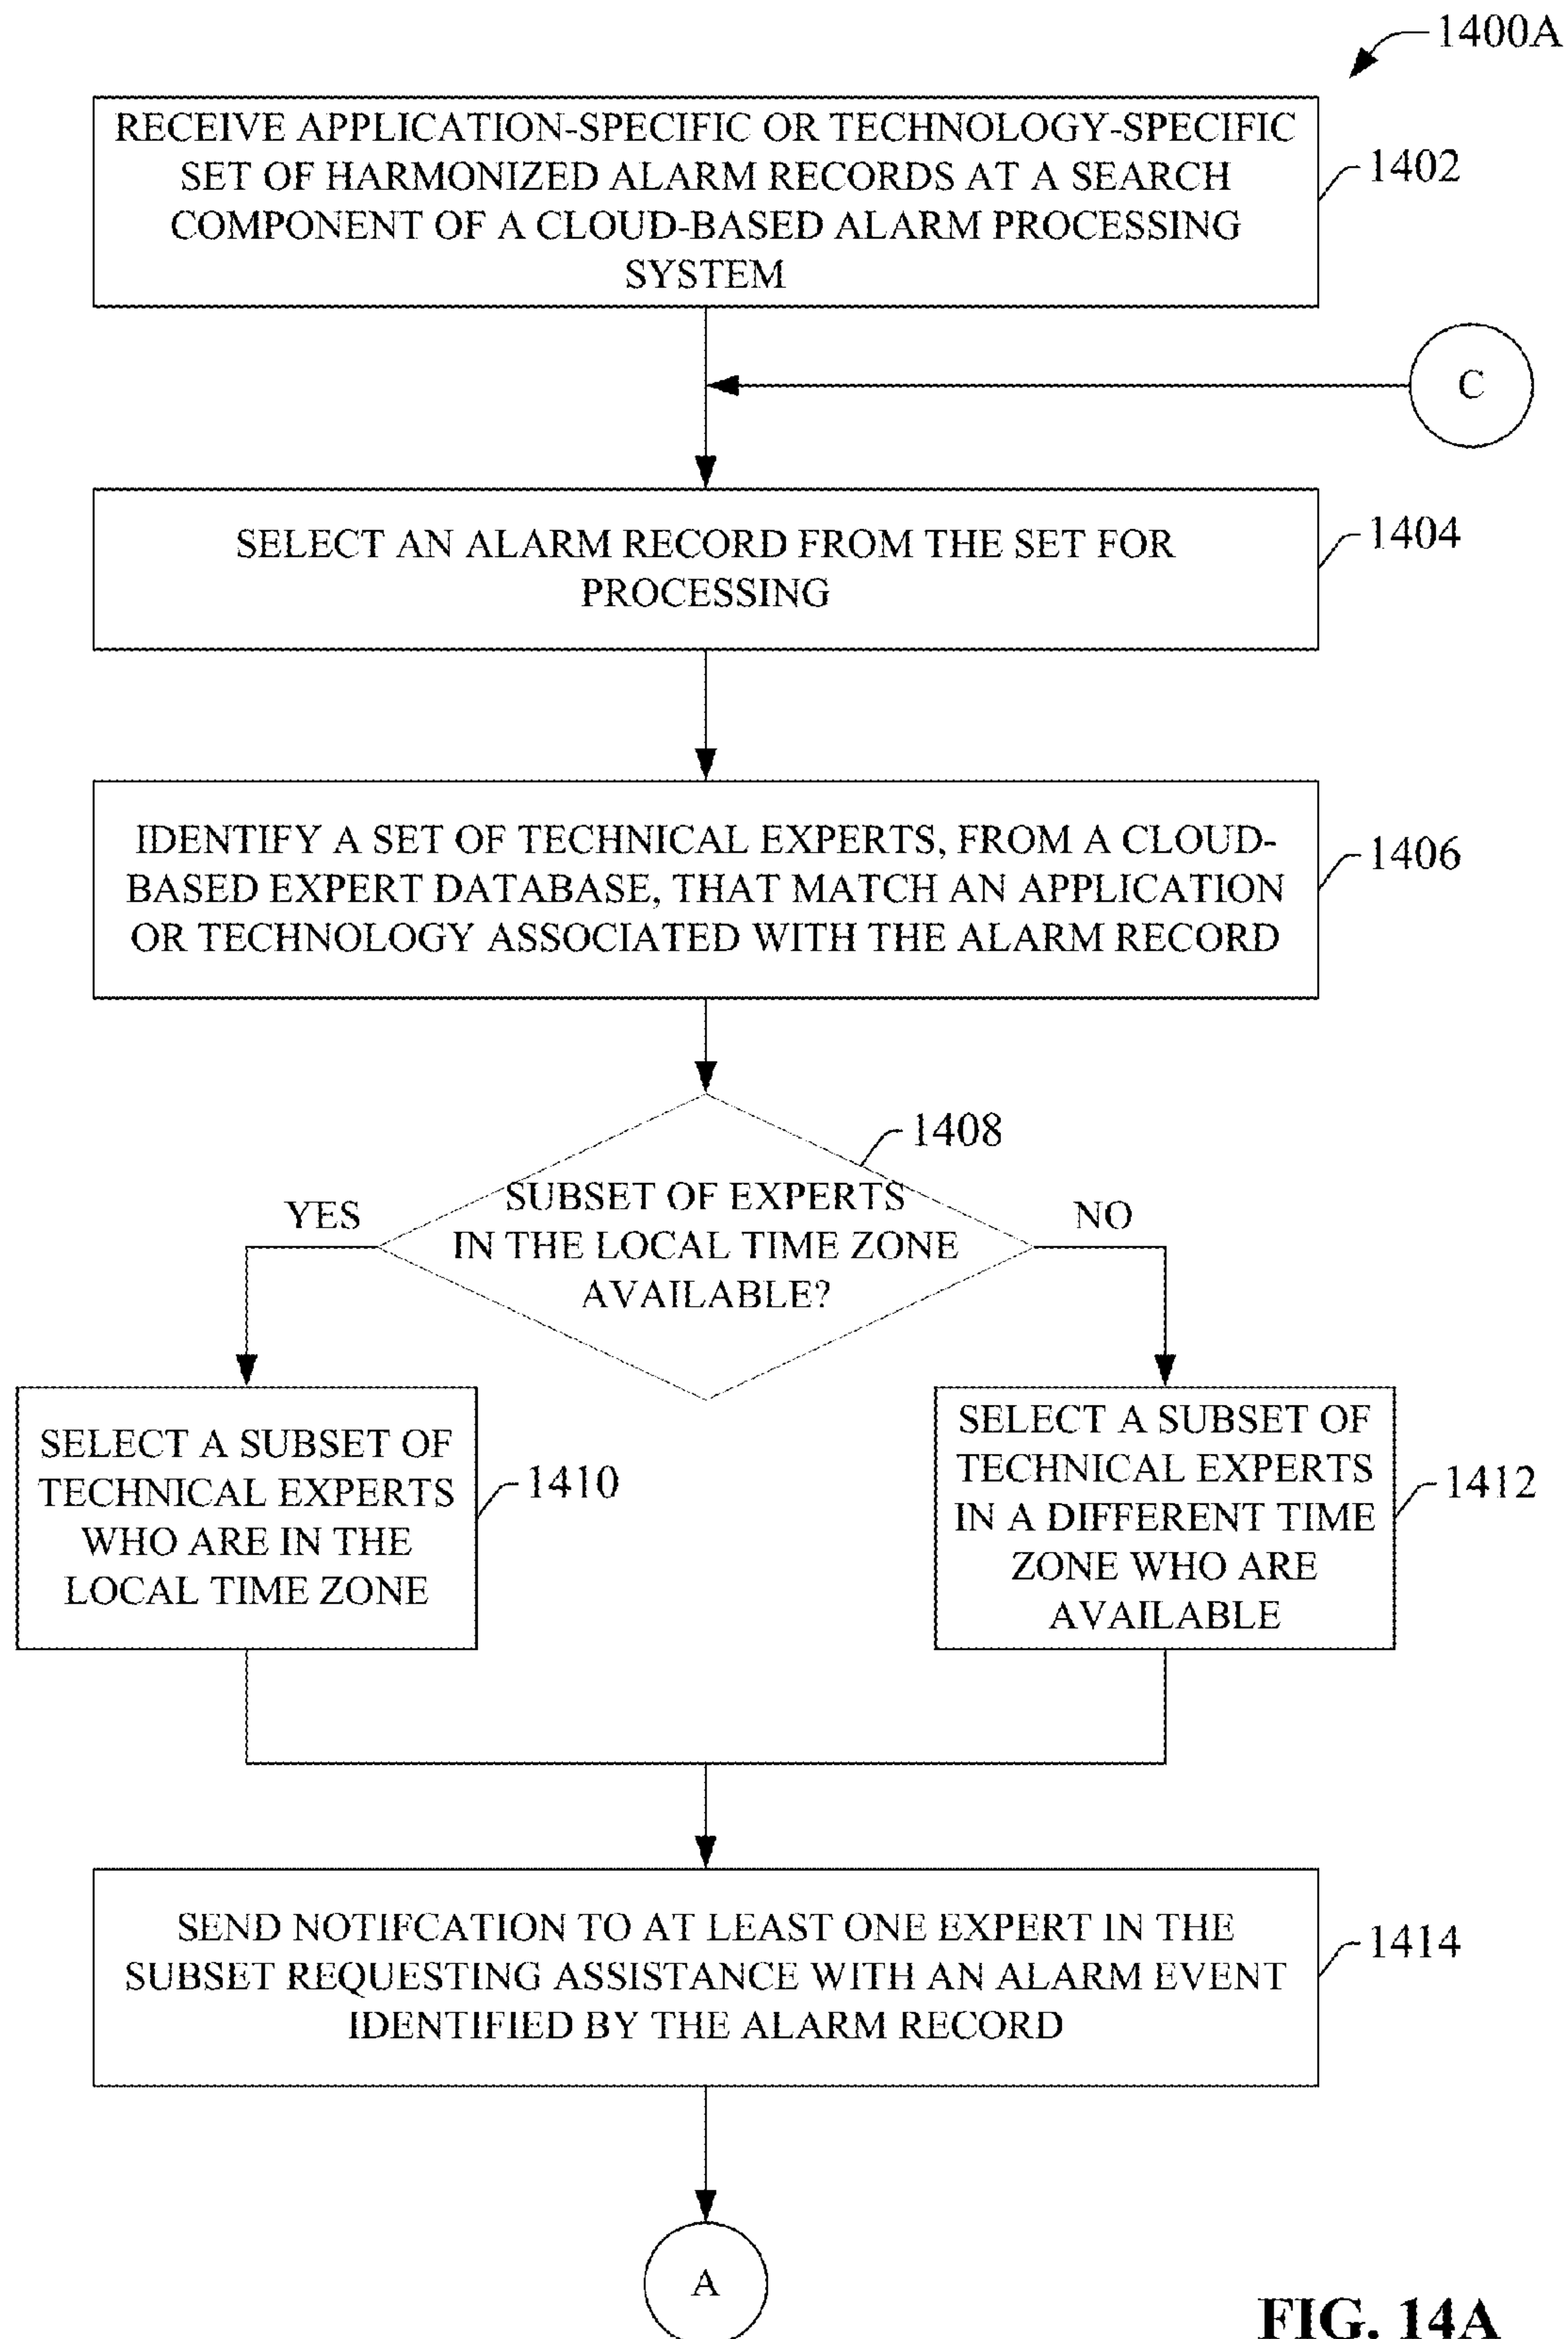 1400A
RECEIVE APPLICATION-SPECIFIC OR TECHNOLOGY-SPECIFIC
SET OF HARMONIZED ALARM RECORDS AT A SEARCH
COMPONENT OF A CLOUD-BASED ALARM PROCESSING
SYSTEM
1402
C
SELECT AN ALARM RECORD FROM THE SET FOR
PROCESSING
1404
IDENTIFY A SET OF TECHNICAL EXPERTS, FROM A CLOUD-
BASED EXPERT DATABASE, THAT MATCH AN APPLICATION
OR TECHNOLOGY ASSOCIATED WITH THE ALARM RECORD
1406
1408
SUBSET OF EXPERTS
IN THE LOCAL TIME ZONE
AVAILABLE?
YES
NO
SELECT A SUBSET OF
TECHNICAL EXPERTS
WHO ARE IN THE
LOCAL TIME ZONE
1410
SELECT A SUBSET OF
TECHNICAL EXPERTS
IN A DIFFERENT TIME
ZONE WHO ARE
AVAILABLE
1412
SEND NOTIFCATION TO AT LEAST ONE EXPERT IN THE
SUBSET REQUESTING ASSISTANCE WITH AN ALARM EVENT
IDENTIFIED BY THE ALARM RECORD
1414
A
FIG. 14A